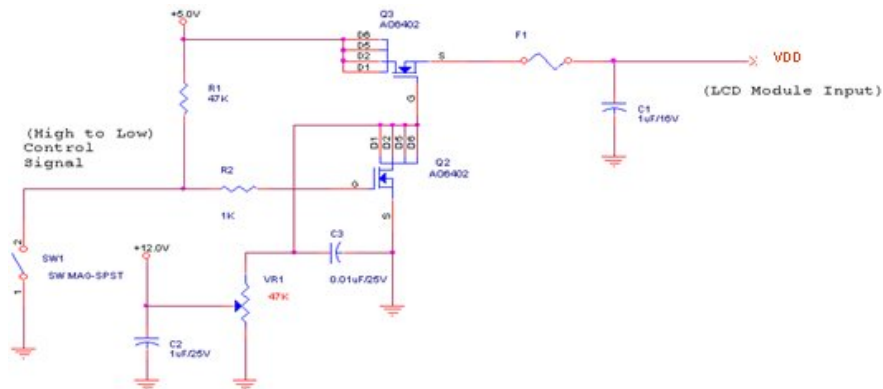 +5.0V
Q3
AO6402
D6
D5
D2
D1
S
G
F1
VDD
(LCD Module Input)
R1
47K
C1
1uF/16V
(High to Low)
Control
Signal
D1
D2
D5
D6
R2
1K
G
Q2
AO6402
S
2
SW1
SW MAG-SPST
1
+12.0V
C3
0.01uF/25V
VR1
47K
C2
1uF/25V